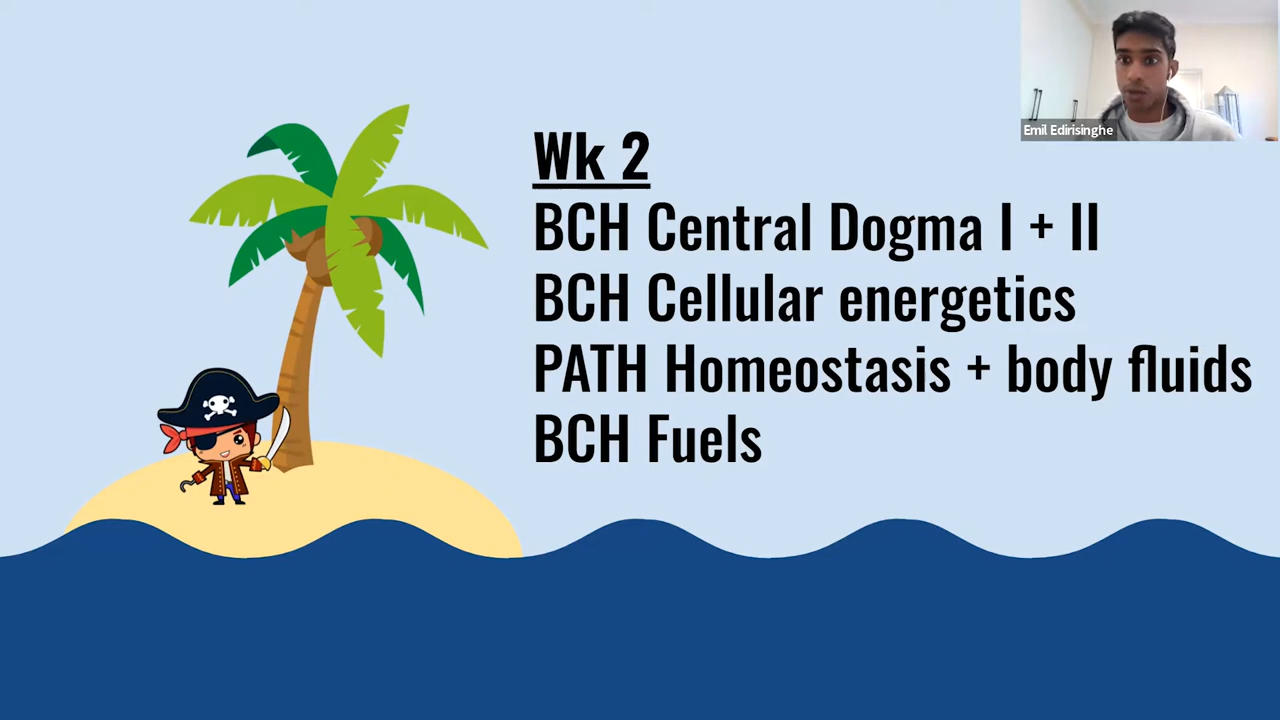 Emil Edirisinghe
Wk 2
BCH Central Dogma I + II
BCH Cellular energetics
PATH Homeostasis + body fluids
BCH Fuels